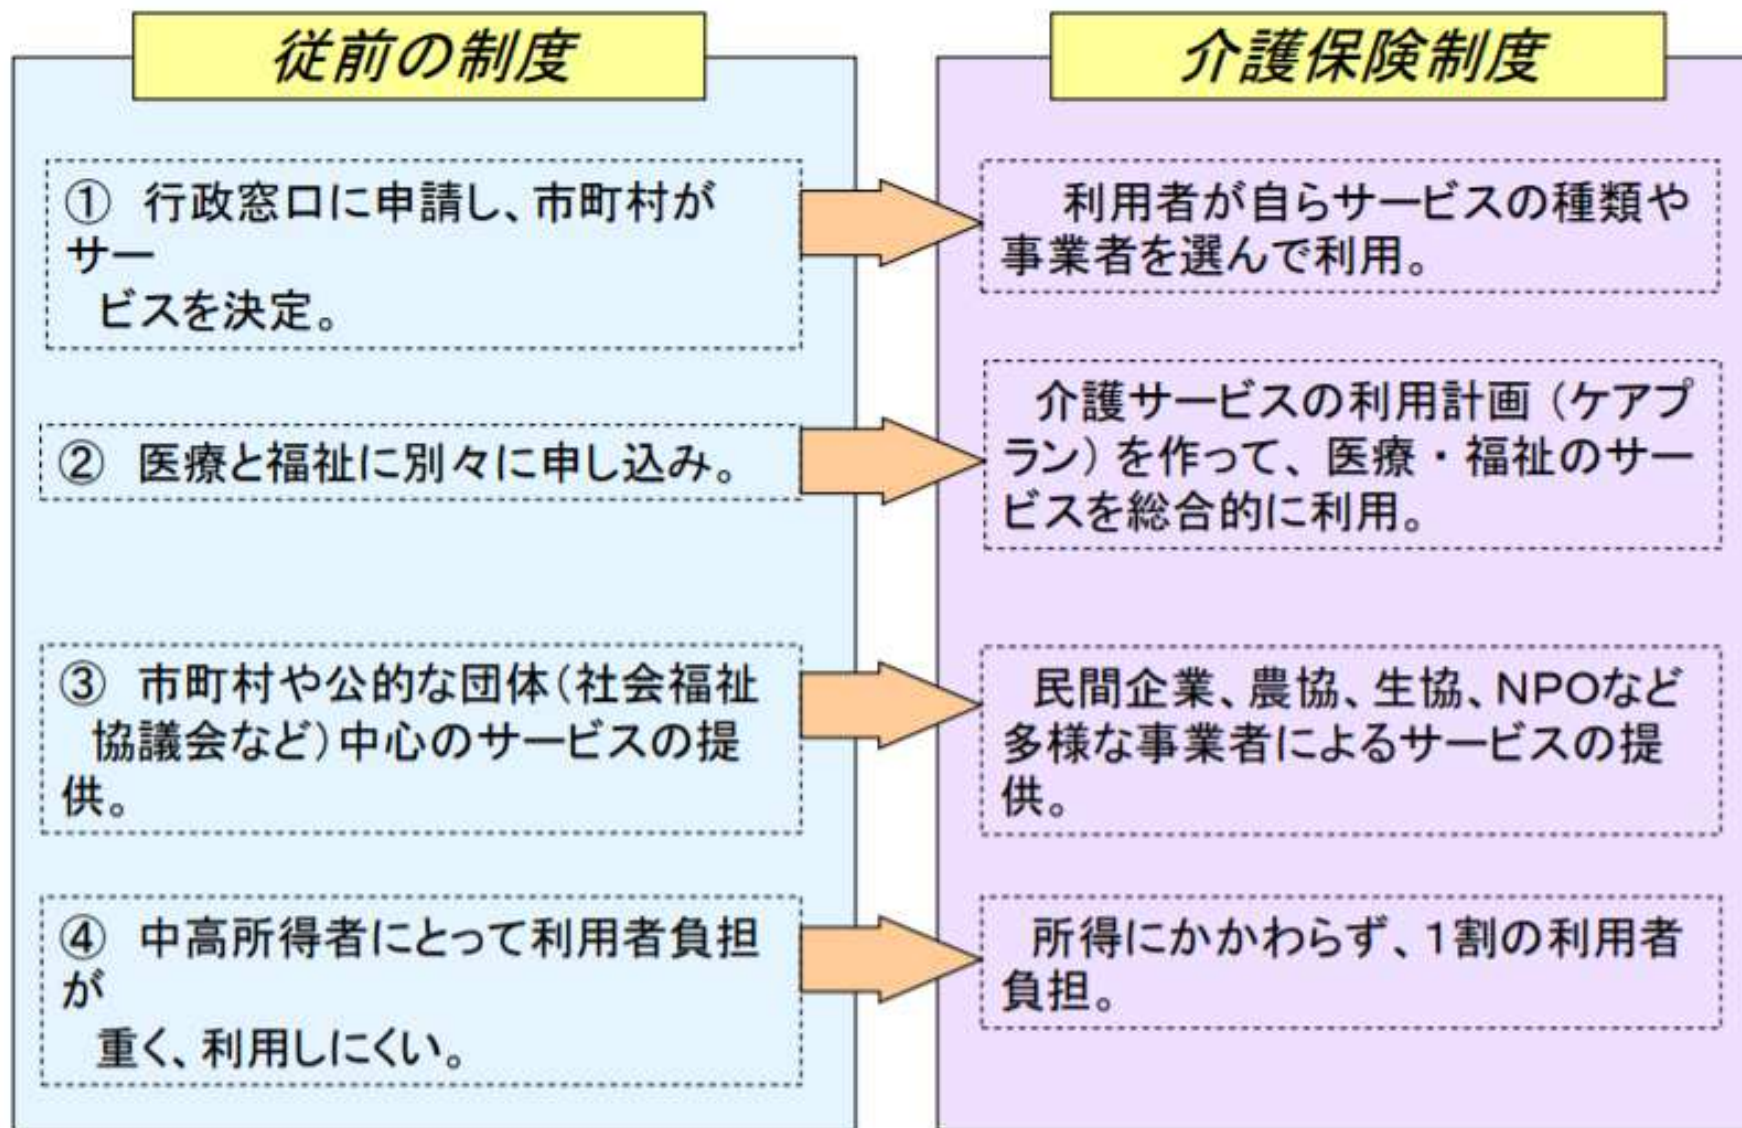 従前の制度
① 行政窓口に申請し、市町村が
サー
ビスを決定。
② 医療と福祉に別々に申し込み。
③ 市町村や公的な団体(社会福祉
協議会など)中心のサービスの提
供。
④ 中高所得者にとって利用者負担
が
重く、利用しにくい。
介護保険制度
利用者が自らサービスの種類や
事業者を選んで利用。
介護サービスの利用計画(ケアプ
ラン)を作って、医療・福祉のサー
ビスを総合的に利用。
民間企業、農協、生協、NPOなど
多様な事業者によるサービスの提
供。
所得にかかわらず、1割の利用者
負担。